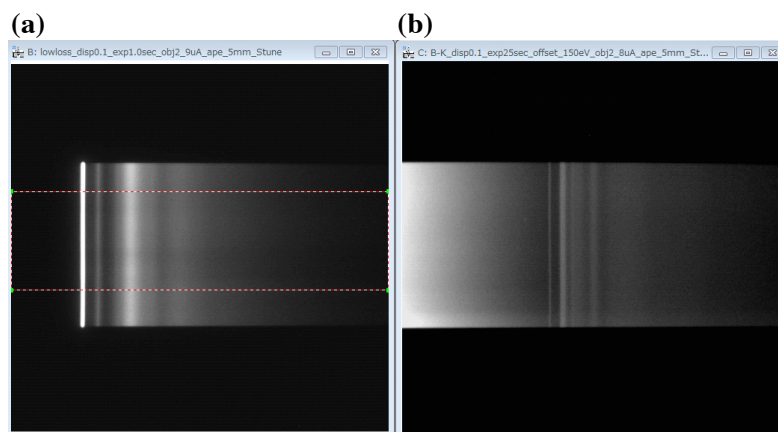 (a) (b)
B: lowloss_disp0.1_exp1.0sec_obj2_9uA_ape_5mm_Stune
C: B-K_disp0.1_exp25sec_offset_150eV_obj2_8uA_ape_5mm_St...